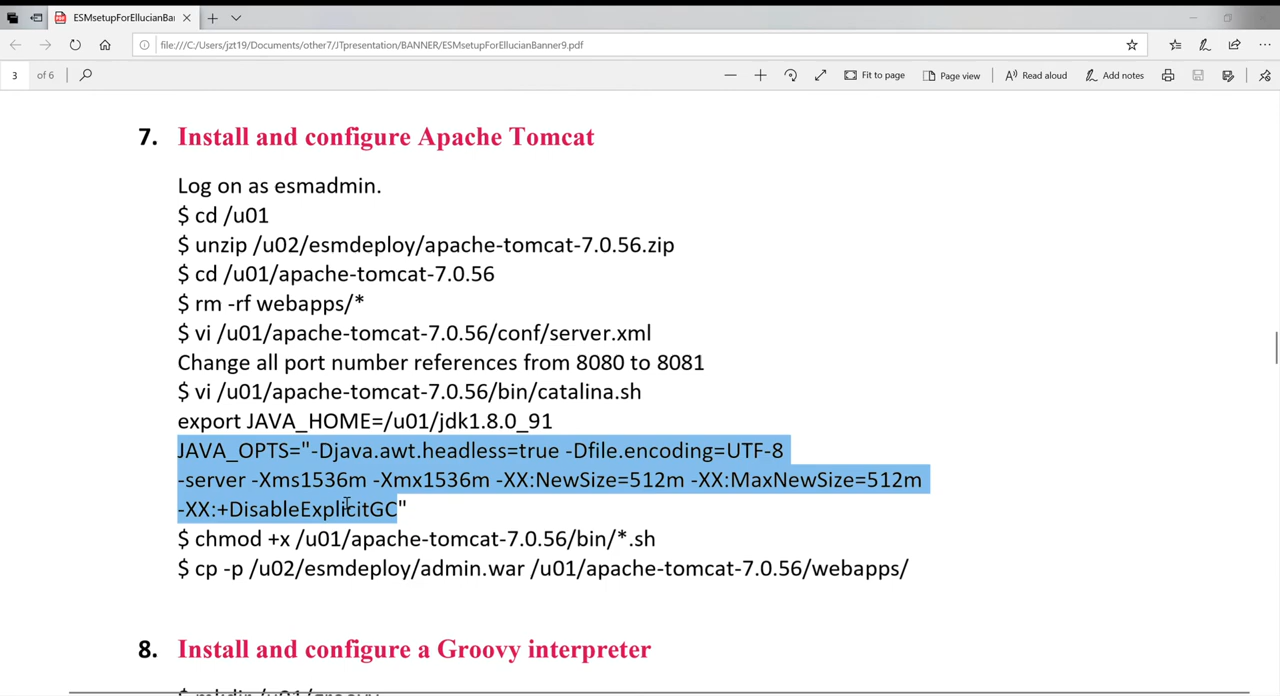 ESMsetupForEllucianBan
file:///C:/Users/jzt19/Documents/other7/JTpresentation/BANNER/ESMsetupForEllucianBanner9.pdf
3 of 6 Fit to page Page view Read aloud Add notes
7. Install and configure Apache Tomcat
Log on as esmadmin.
$ cd /u01
$ unzip /u02/esmdeploy/apache-tomcat-7.0.56.zip
$ cd /u01/apache-tomcat-7.0.56
$ rm -rf webapps/*
$ vi /u01/apache-tomcat-7.0.56/conf/server.xml
Change all port number references from 8080 to 8081
$ vi /u01/apache-tomcat-7.0.56/bin/catalina.sh
export JAVA_HOME=/u01/jdk1.8.0_91
JAVA_OPTS="-Djava.awt.headless=true -Dfile.encoding=UTF-8
-server -Xms1536m -Xmx1536m -XX:NewSize=512m -XX:MaxNewSize=512m
-XX:+DisableExplicitGC"
$ chmod +x /u01/apache-tomcat-7.0.56/bin/*.sh
$ cp -p /u02/esmdeploy/admin.war /u01/apache-tomcat-7.0.56/webapps/
8. Install and configure a Groovy interpreter
$ mkdir /u01/groovy